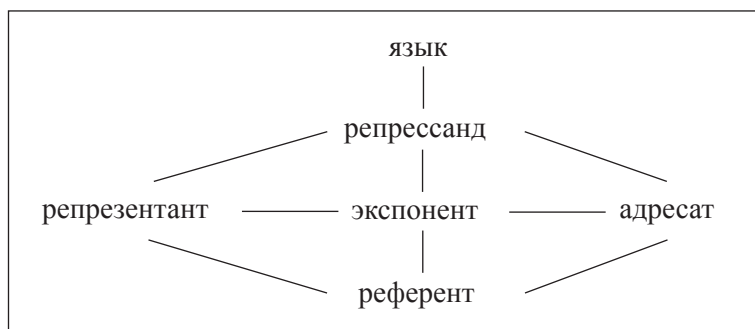 язык
репрессанд
репрезентант экспонент адресат
референт